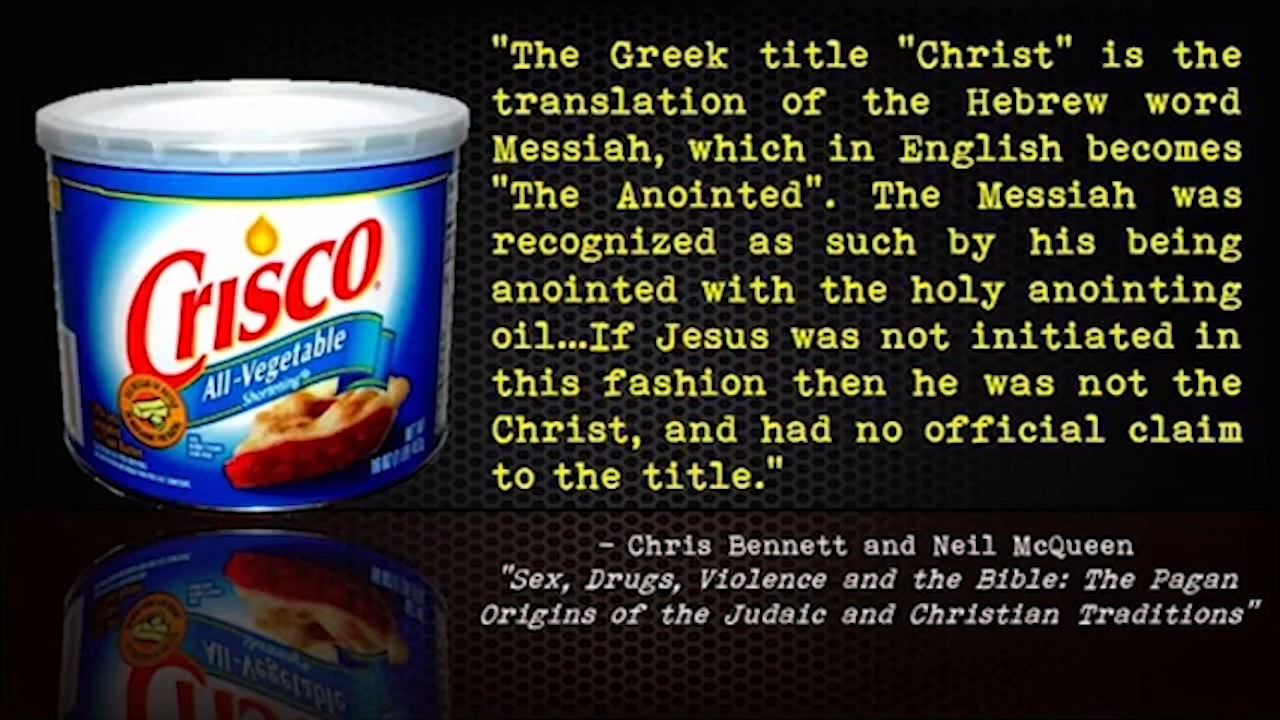 Crisco
All-Vegetable
Shortening
"The Greek title "Christ" is the
translation of the Hebrew word
Messiah, which in English becomes
"The Anointed". The Messiah was
recognized as such by his being
anointed with the holy anointing
oil...If Jesus was not initiated in
this fashion then he was not the
Christ, and had no official claim
to the title."
- Chris Bennett and Neil McQueen
"Sex, Drugs, Violence and the Bible: The Pagan
Origins of the Judaic and Christian Traditions"